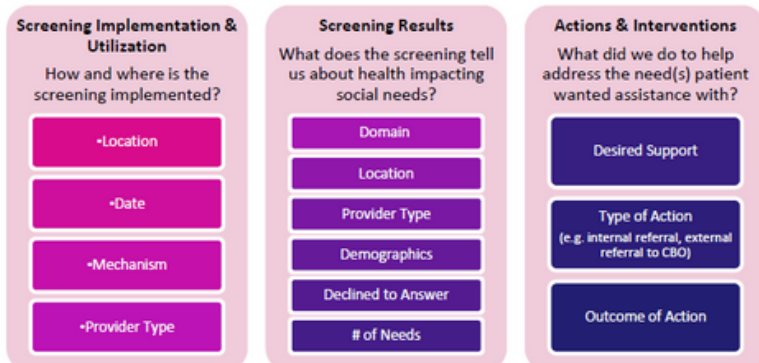 Screening Implementation &
Utilization
How and where is the
screening implemented?
•Location
•Date
•Mechanism
•Provider Type
Screening Results
What does the screening tell
us about health impacting
social needs?
Domain
Location
Provider Type
Demographics
Declined to Answer
# of Needs
Actions & Interventions
What did we do to help
address the need(s) patient
wanted assistance with?
Desired Support
Type of Action
(e.g. internal referral, external
referral to CBO)
Outcome of Action